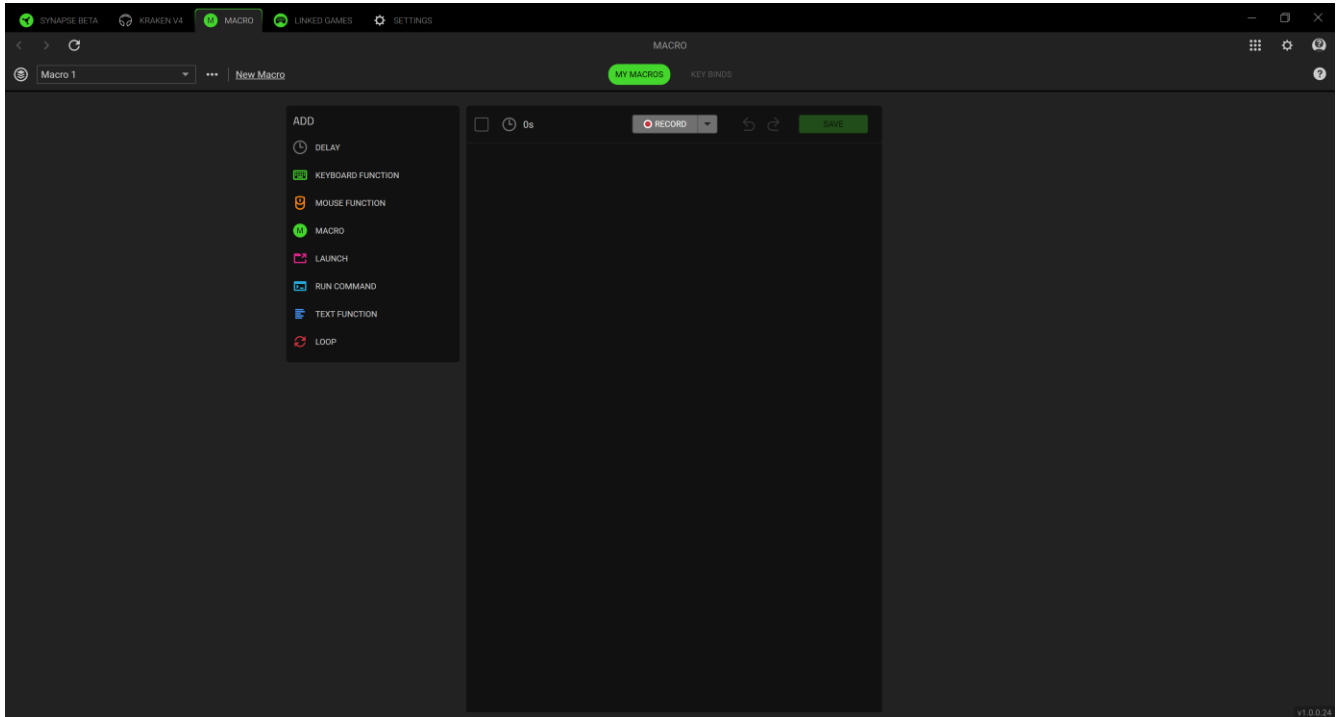 SYNAPSE BETA KRAKEN V4 M MACRO LINKED GAMES SETTINGS
MACRO
Macro 1 ••• New Macro MY MACROS KEY BINDS ?
ADD
0s RECORD SAVE
DELAY
KEYBOARD FUNCTION
MOUSE FUNCTION
M MACRO
LAUNCH
RUN COMMAND
TEXT FUNCTION
LOOP
v1.0.0.24